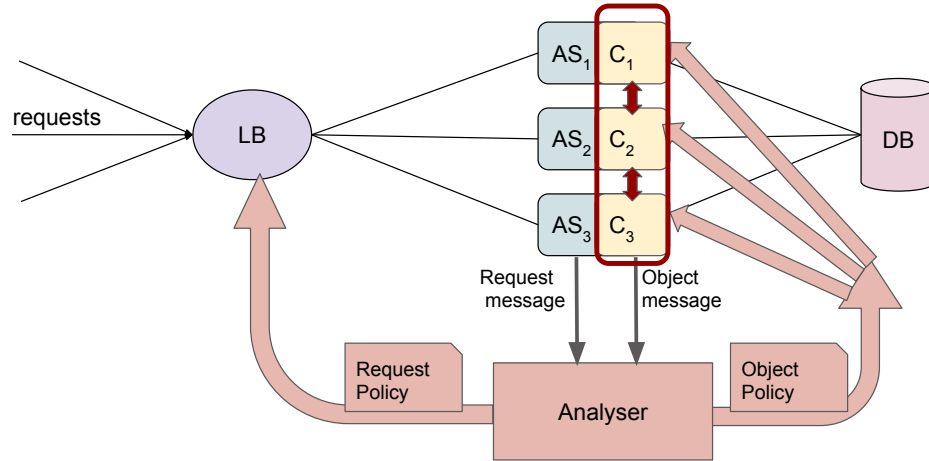 requests
LB
AS₁ C₁
AS₂ C₂
AS₃ C₃
DB
Request
message
Object
message
Request
Policy
Analyser
Object
Policy